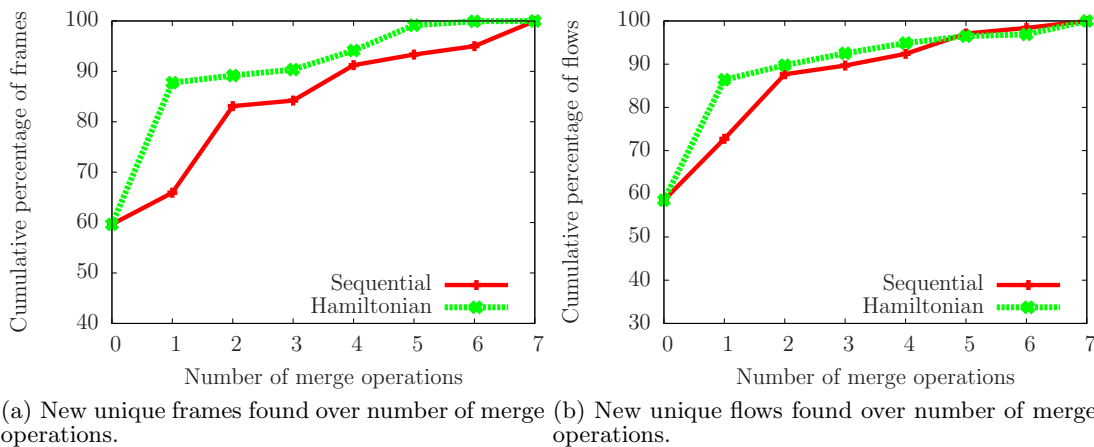 Cumulative percentage of frames
100
90
80
70
60
50
40
0 1 2 3 4 5 6 7
Sequential
Hamiltonian
Number of merge operations
(a) New unique frames found over number of merge
operations.
Cumulative percentage of flows
100
90
80
70
60
50
40
30
0 1 2 3 4 5 6 7
Sequential
Hamiltonian
Number of merge operations
(b) New unique flows found over number of merge
operations.